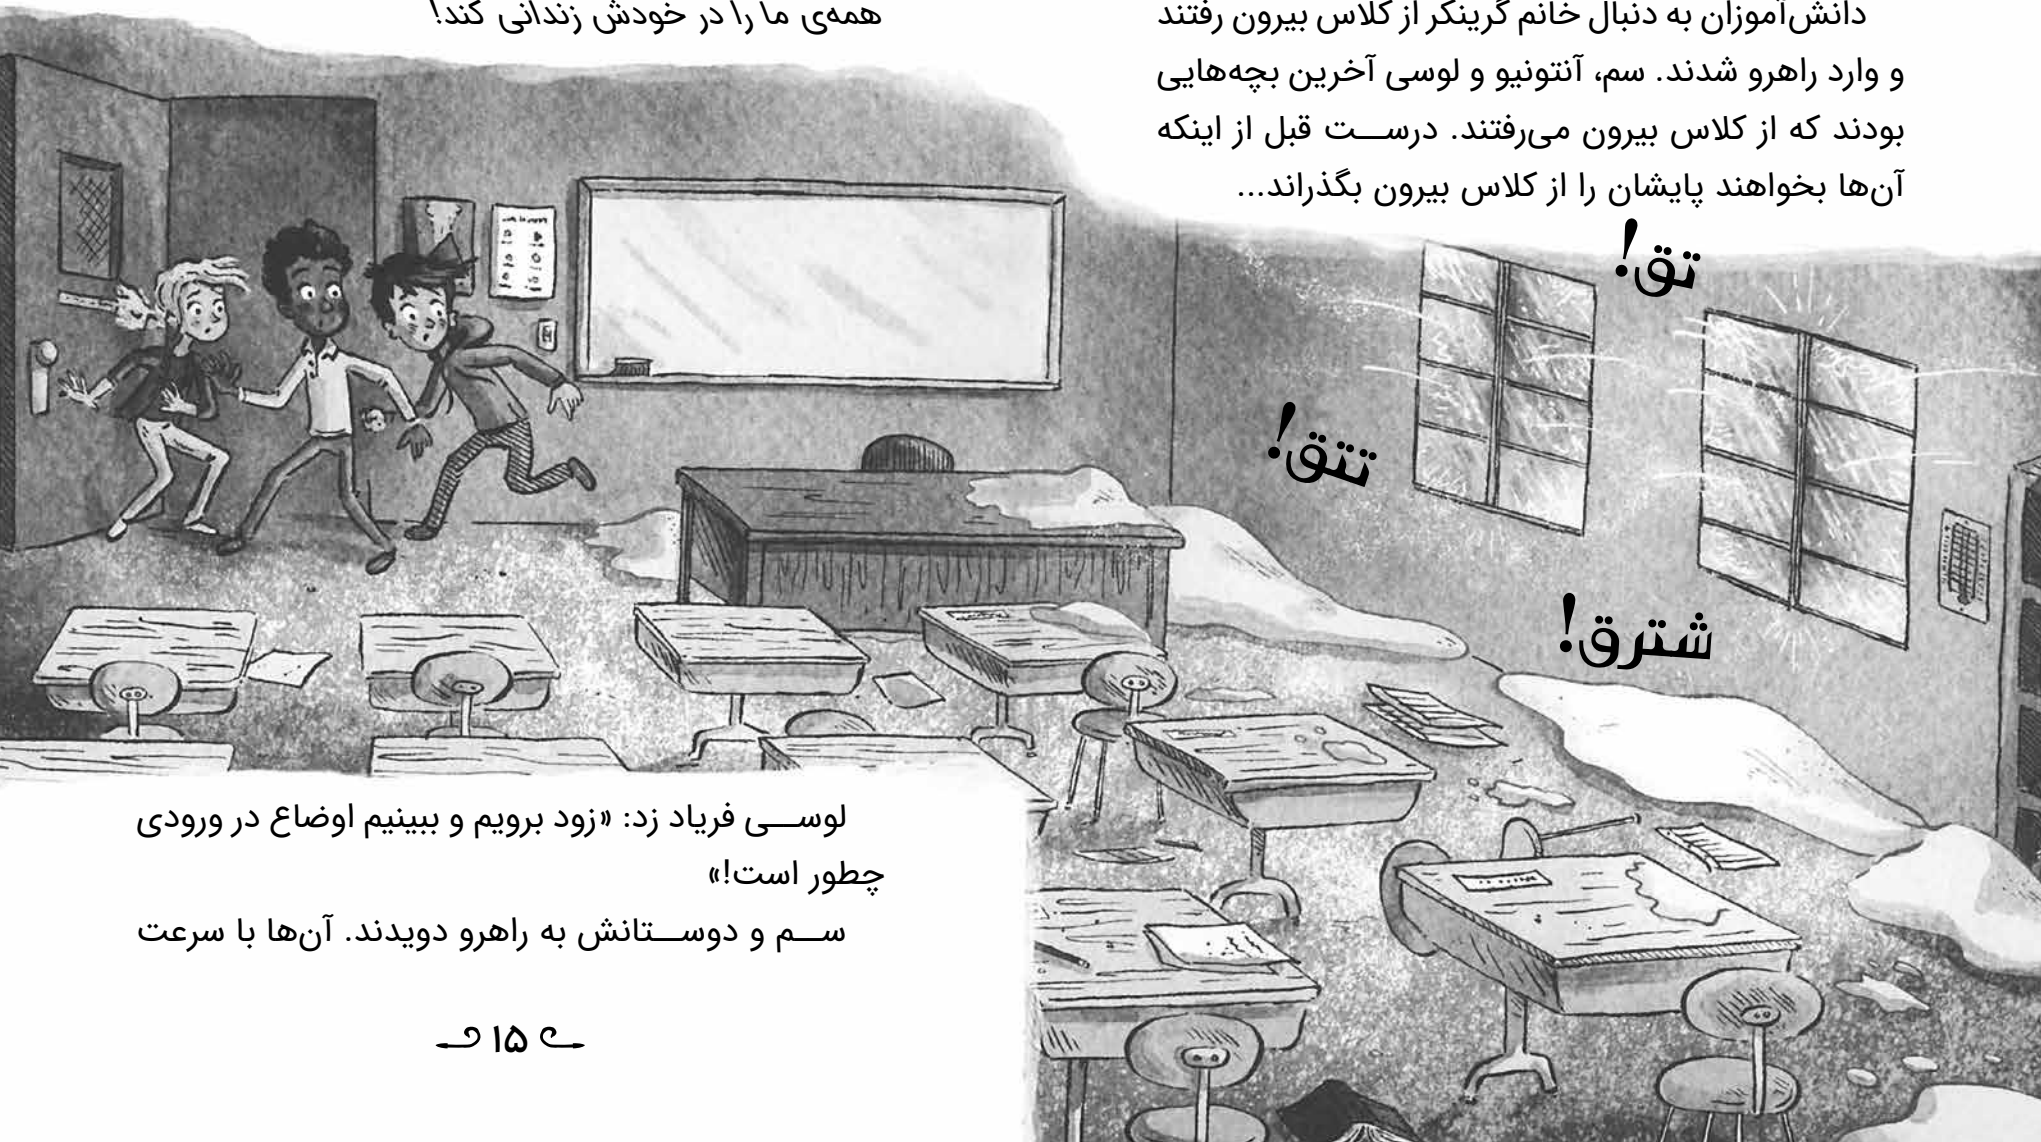 دانش‌آموزان به دنبال خانم گرینکر از کلاس بیرون رفتند
و وارد راهرو شدند. سم، آنتونیو و لوسی آخرین بچه‌هایی
بودند که از کلاس بیرون می‌رفتند. درست قبل از اینکه
آن‌ها بخواهند پایشان را از کلاس بیرون بگذراند...
تق!
تتق!
شترق!
همه‌ی ما را در خودش زندانی کند!
لوسی فریاد زد: «زود برویم و ببینیم اوضاع در ورودی
چطور است!»
سم و دوستانش به راهرو دویدند. آن‌ها با سرعت
۱۵